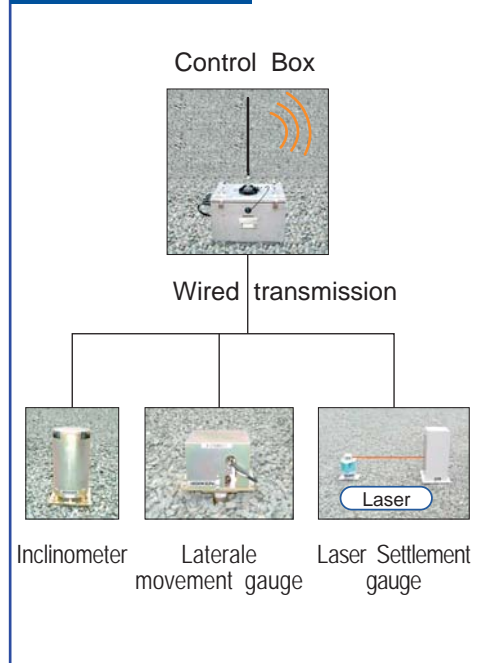 Control Box
Wired transmission
Laser
Inclinometer
Laterale
movement gauge
Laser Settlement
gauge